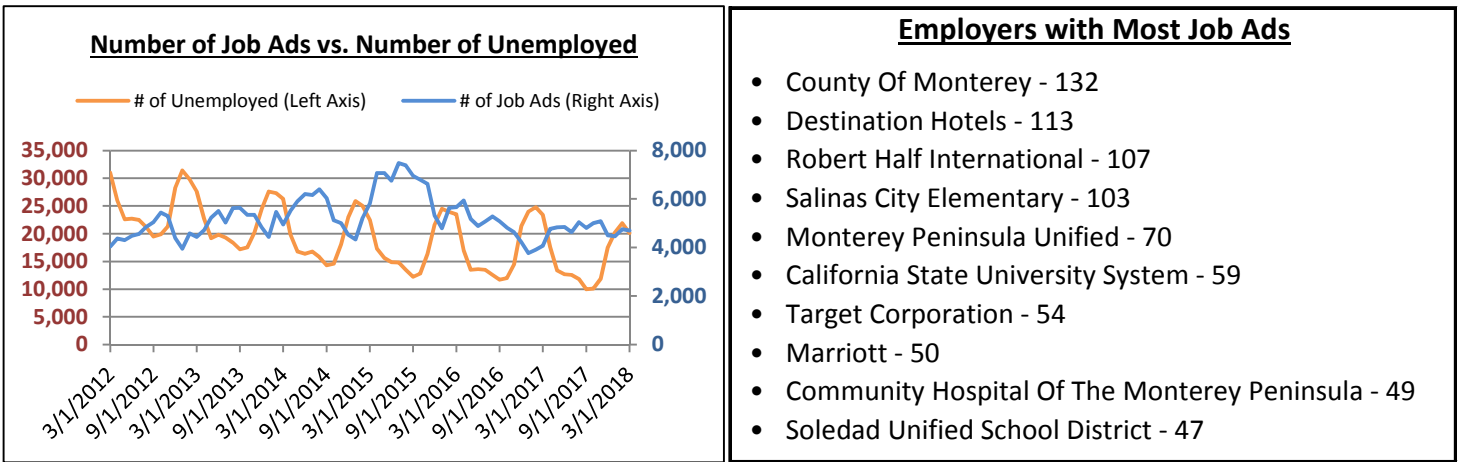 Number of Job Ads vs. Number of Unemployed
# of Unemployed (Left Axis)
# of Job Ads (Right Axis)
35,000
30,000
25,000
20,000
15,000
10,000
5,000
0
8,000
6,000
4,000
2,000
0
3/1/2012
9/1/2012
3/1/2013
9/1/2013
3/1/2014
9/1/2014
3/1/2015
9/1/2015
3/1/2016
9/1/2016
3/1/2017
9/1/2017
3/1/2018
Employers with Most Job Ads
• County Of Monterey - 132
• Destination Hotels - 113
• Robert Half International - 107
• Salinas City Elementary - 103
• Monterey Peninsula Unified - 70
• California State University System - 59
• Target Corporation - 54
• Marriott - 50
• Community Hospital Of The Monterey Peninsula - 49
• Soledad Unified School District - 47